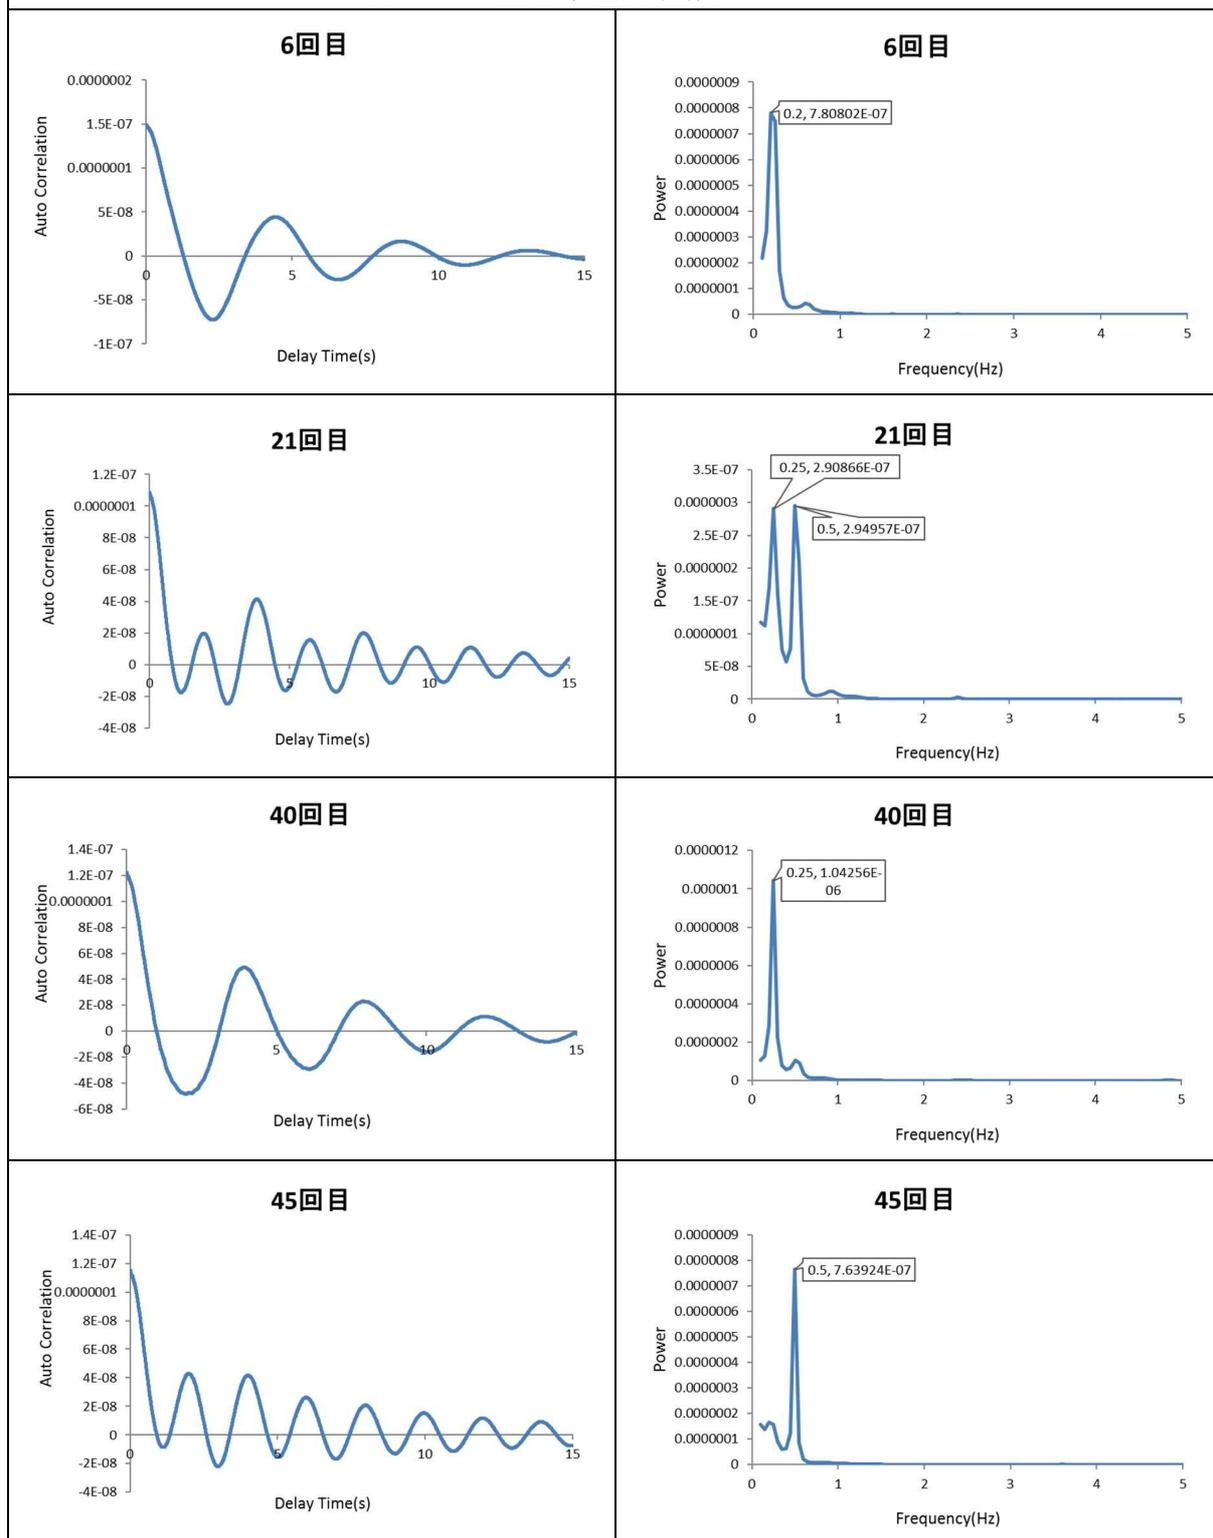 6回目
0.0000002
1.5E-07
0.0000001
5E-08
0
-5E-08
-1E-07
0
5
10
15
Auto Correlation
Delay Time(s)
6回目
0.0000009
0.0000008
0.0000007
0.0000006
0.0000005
0.0000004
0.0000003
0.0000002
0.0000001
0
0.2, 7.80802E-07
0
1
2
3
4
5
Power
Frequency(Hz)
21回目
1.2E-07
0.0000001
8E-08
6E-08
4E-08
2E-08
0
-2E-08
-4E-08
0
5
10
15
Auto Correlation
Delay Time(s)
21回目
0.25, 2.90866E-07
0.5, 2.94957E-07
3.5E-07
0.0000003
2.5E-07
0.0000002
1.5E-07
0.0000001
5E-08
0
0
1
2
3
4
5
Power
Frequency(Hz)
40回目
1.4E-07
1.2E-07
0.0000001
8E-08
6E-08
4E-08
2E-08
0
-2E-08
-4E-08
-6E-08
0
5
10
15
Auto Correlation
Delay Time(s)
40回目
0.25, 1.04256E-
06
0.0000012
0.000001
0.0000008
0.0000006
0.0000004
0.0000002
0
0
1
2
3
4
5
Power
Frequency(Hz)
45回目
1.4E-07
1.2E-07
0.0000001
8E-08
6E-08
4E-08
2E-08
0
-2E-08
-4E-08
0
5
10
15
Auto Correlation
Delay Time(s)
45回目
0.5, 7.63924E-07
0.0000009
0.0000008
0.0000007
0.0000006
0.0000005
0.0000004
0.0000003
0.0000002
0.0000001
0
0
1
2
3
4
5
Power
Frequency(Hz)